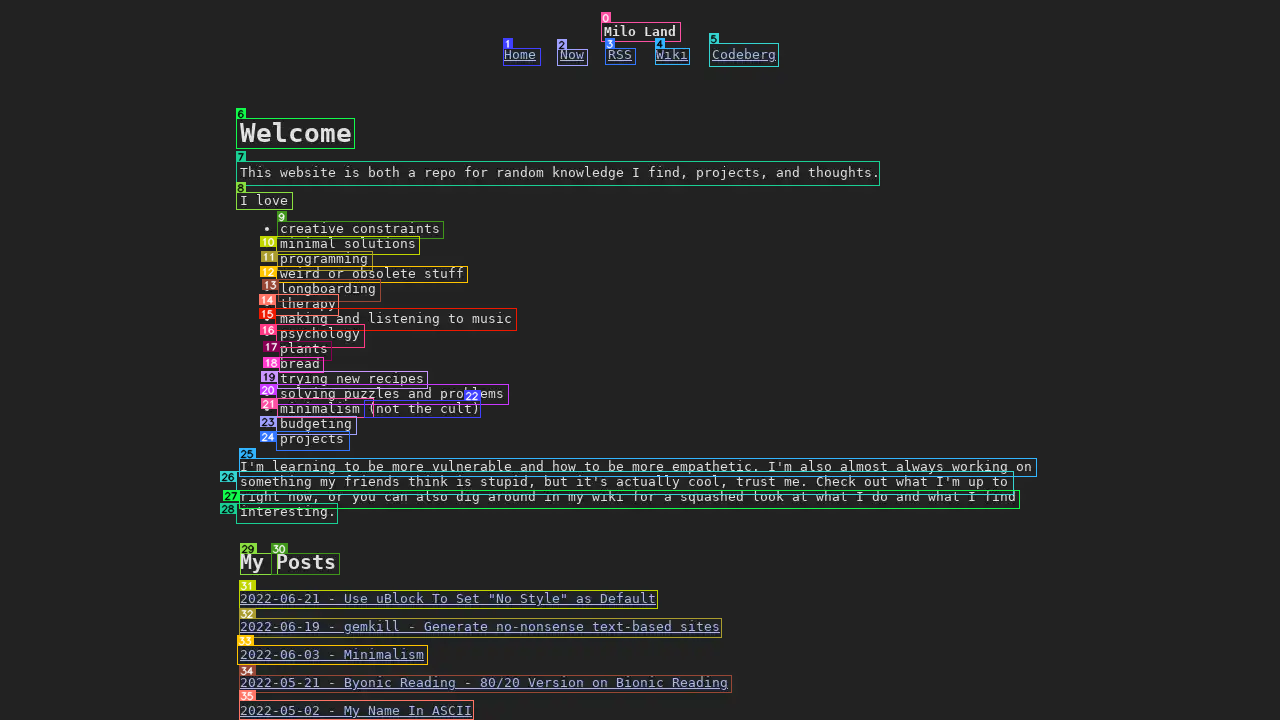 Milo Land
Home Now RSS Wiki Codeberg
Welcome
This website is both a repo for random knowledge I find, projects, and thoughts.
I love
• creative constraints
minimal solutions
programming
weird or obsolete stuff
longboarding
therapy
making and listening to music
psychology
plants
bread
trying new recipes
solving puzzles and problems
minimalism (not the cult)
budgeting
projects
I'm learning to be more vulnerable and how to be more empathetic. I'm also almost always working on
something my friends think is stupid, but it's actually cool, trust me. Check out what I'm up to
right now, or you can also dig around in my wiki for a squashed look at what I do and what I find
interesting.
My Posts
2022-06-21 - Use uBlock To Set "No Style" as Default
2022-06-19 - gemkill - Generate no-nonsense text-based sites
2022-06-03 - Minimalism
2022-05-21 - Byonic Reading - 80/20 Version on Bionic Reading
2022-05-02 - My Name In ASCII
0
1
2
3
4
5
6
7
8
9
10
11
12
13
14
15
16
17
18
19
20
21
22
23
24
25
26
27
28
29
30
31
32
33
34
35